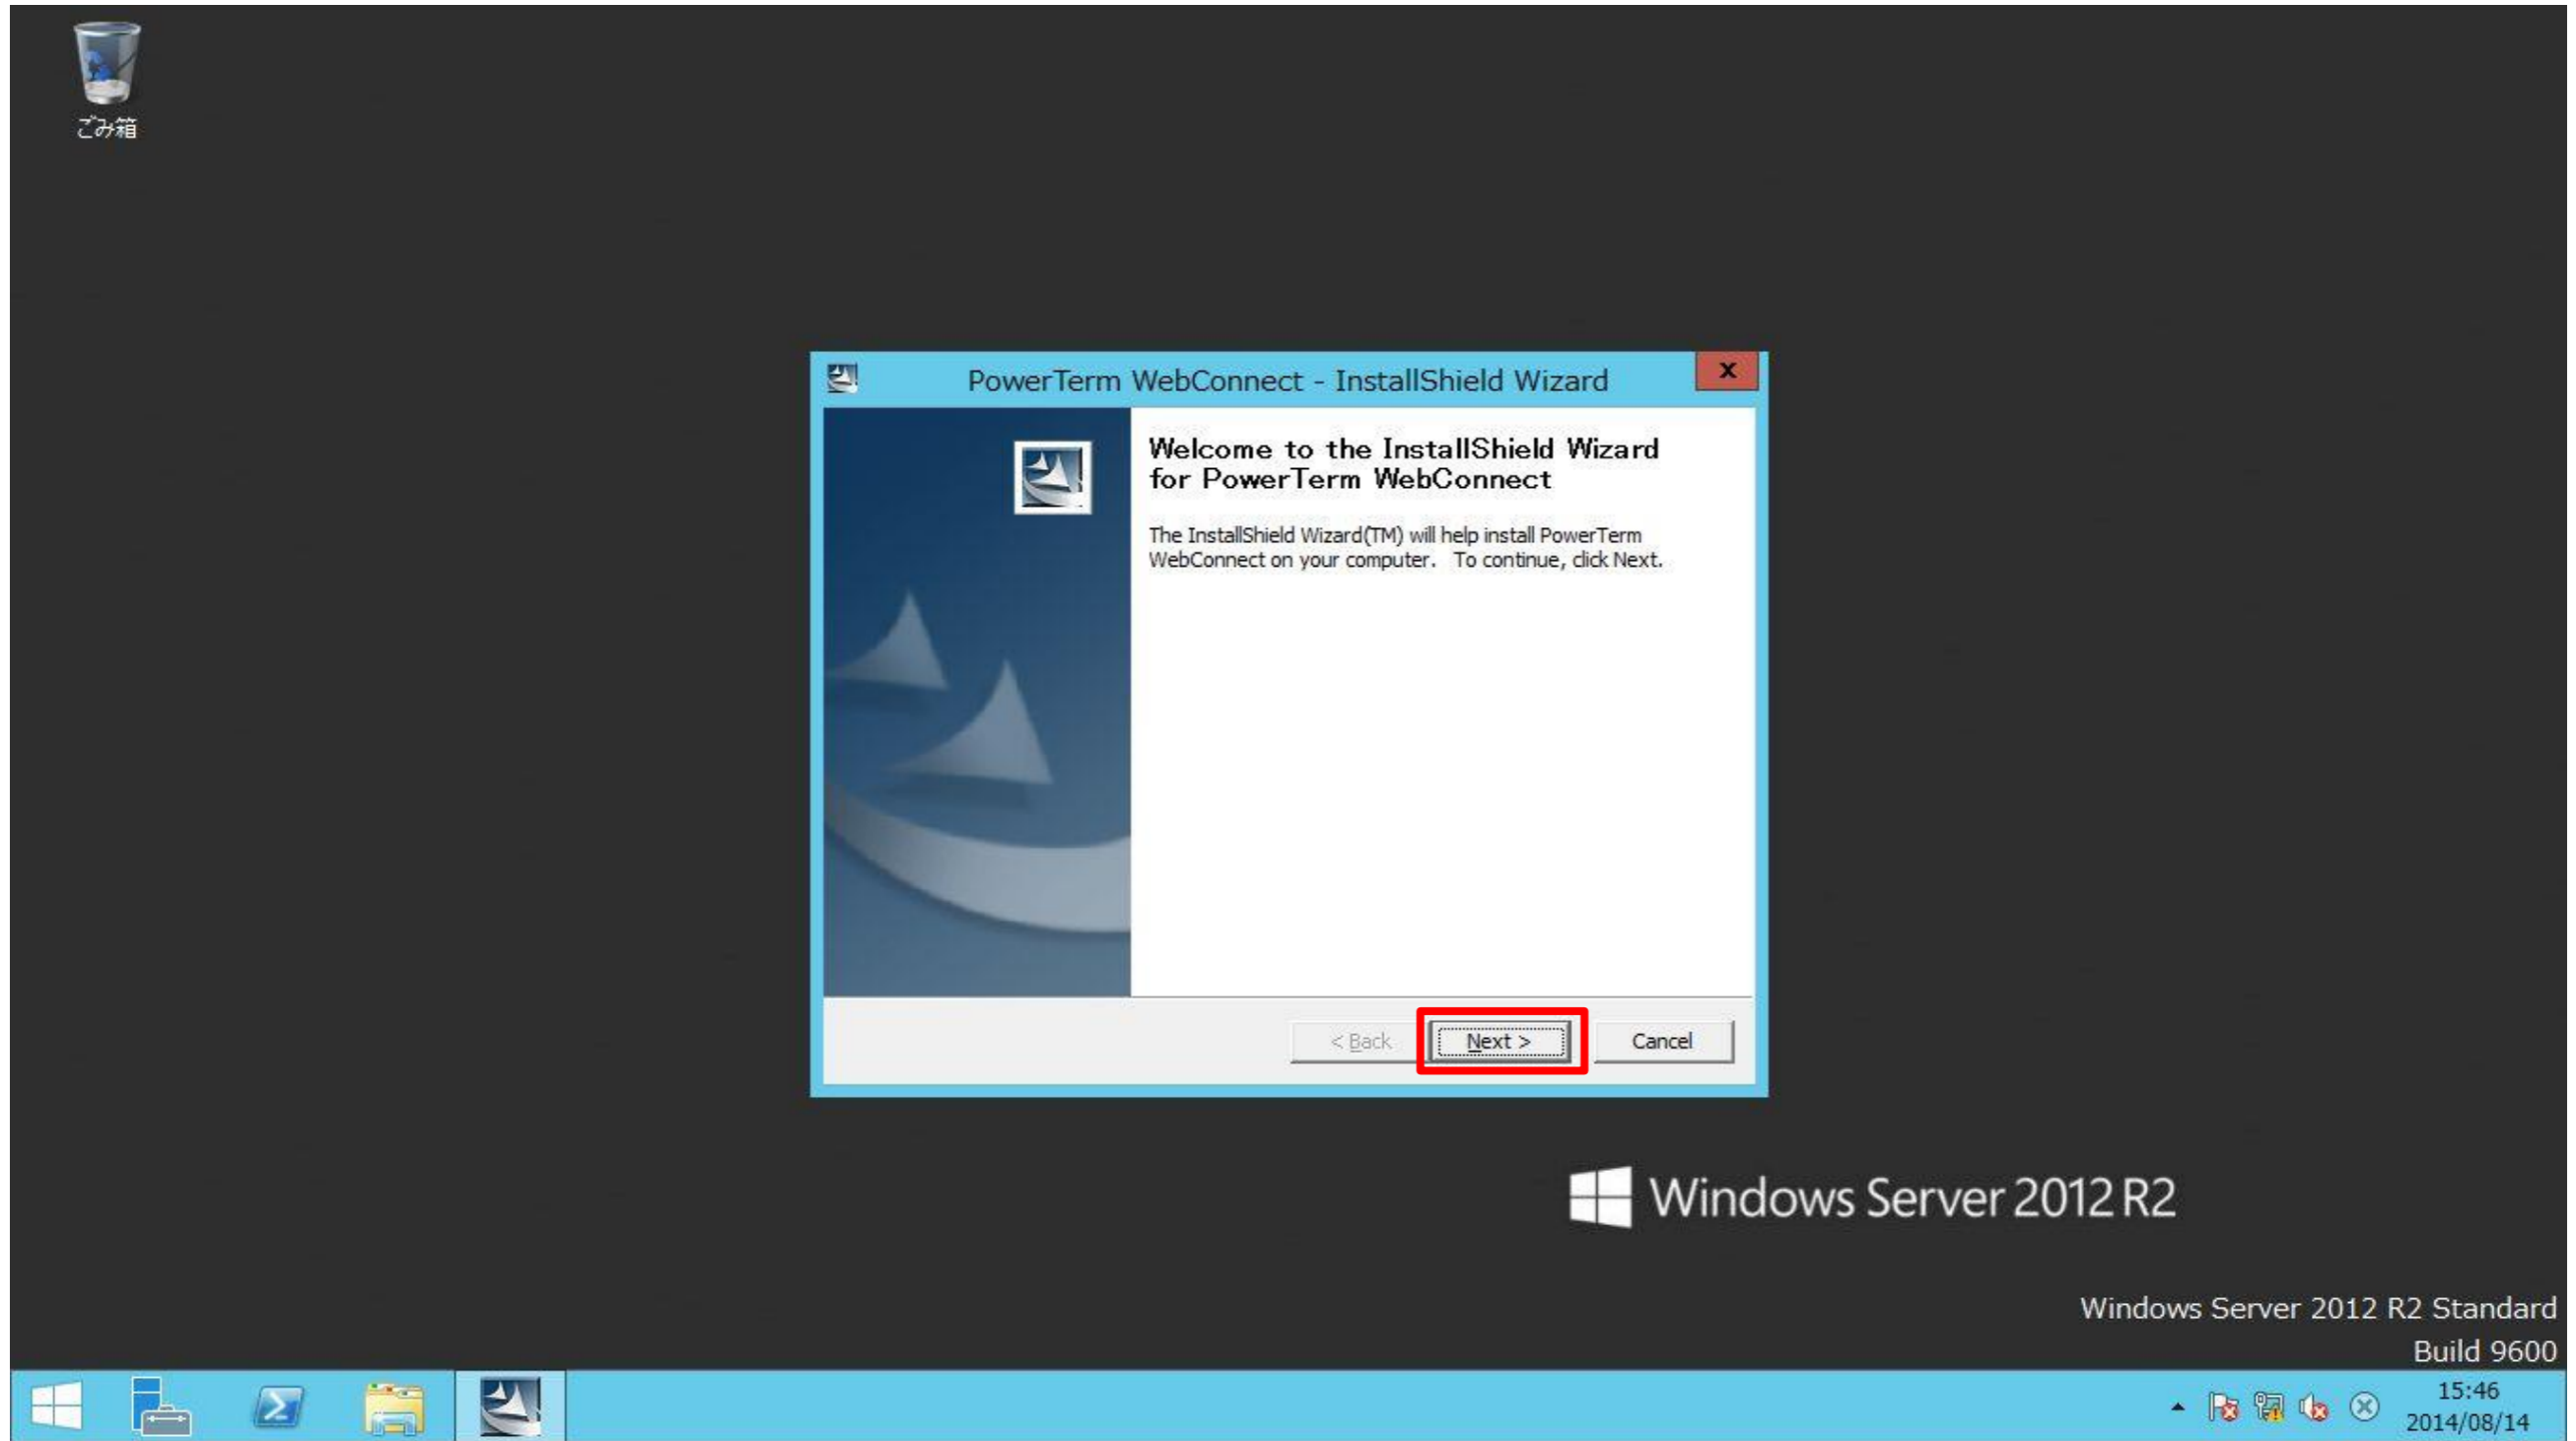 ごみ箱
PowerTerm WebConnect - InstallShield Wizard
x
Welcome to the InstallShield Wizard
for PowerTerm WebConnect
The InstallShield Wizard(TM) will help install PowerTerm
WebConnect on your computer. To continue, click Next.
< Back
Next >
Cancel
Windows Server 2012 R2
Windows Server 2012 R2 Standard
Build 9600
15:46
2014/08/14